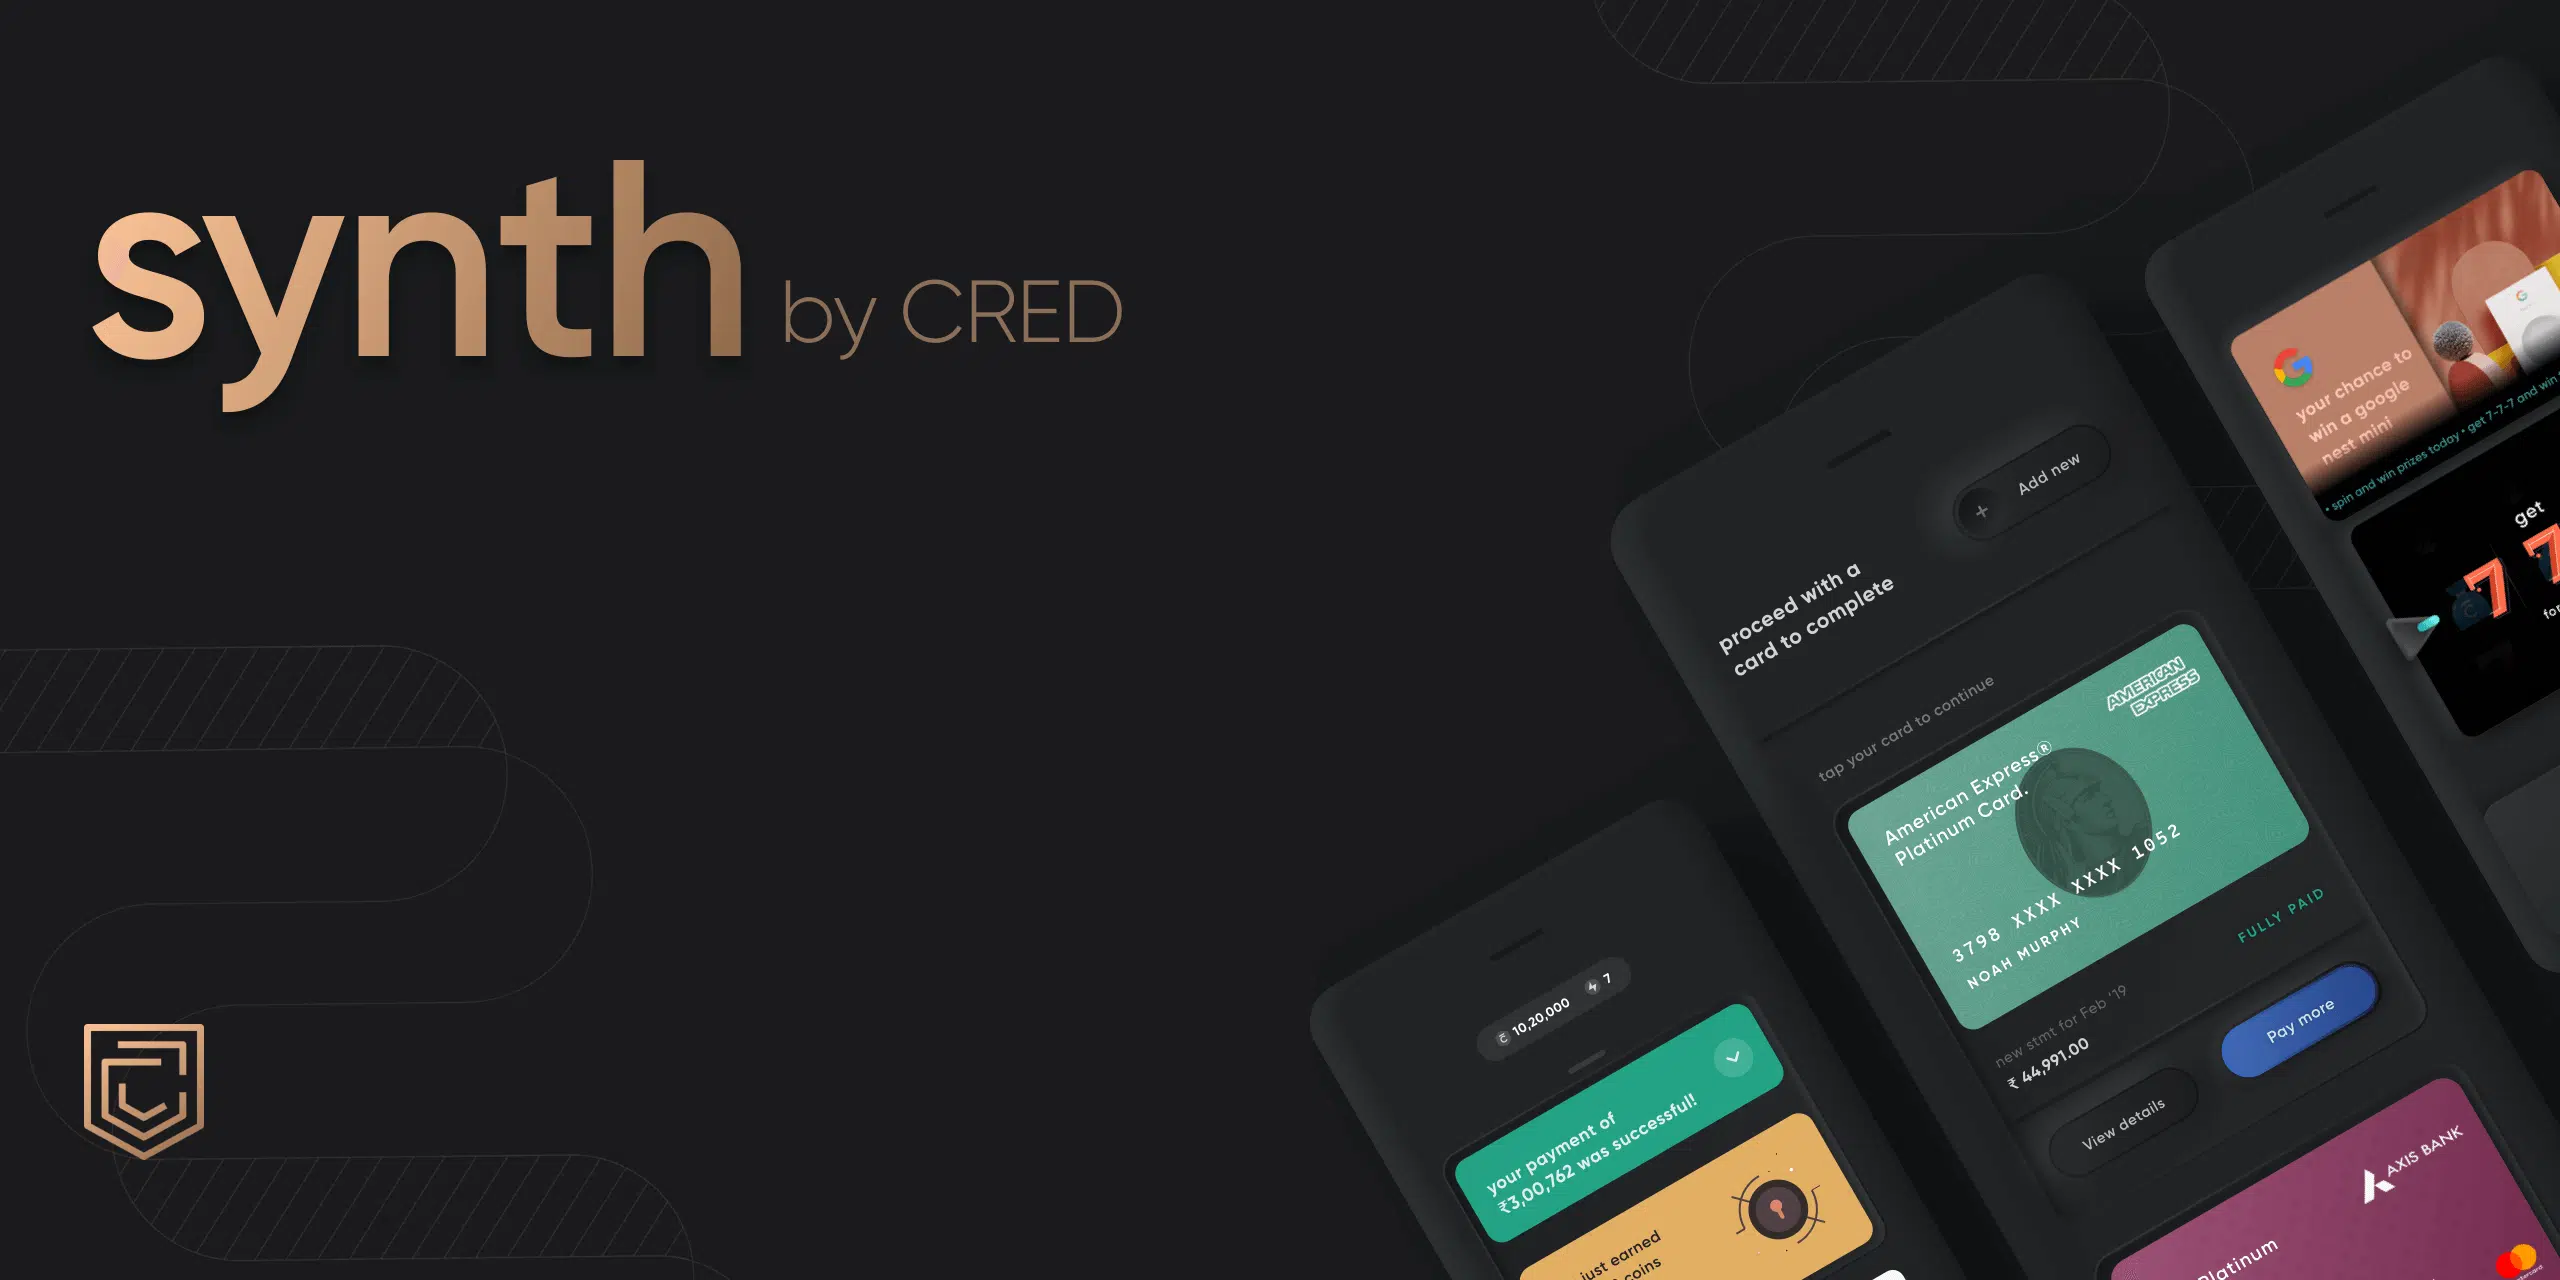 synth by CRED
10,20,000
7
your payment of
₹3,00,762 was successful!
just earned
coins
Add new
proceed with a
card to complete
tap your card to continue
AMERICAN
EXPRESS
American Express®
Platinum Card.
3798 XXXX XXXX 1052
NOAH MURPHY
FULLY PAID
new stmt for Feb '19
₹ 44,991.00
Pay more
View details
AXIS BANK
Platinum
your chance to
win a google
nest mini
• spin and win prizes today • get 7-7-7 and win
get
7 7